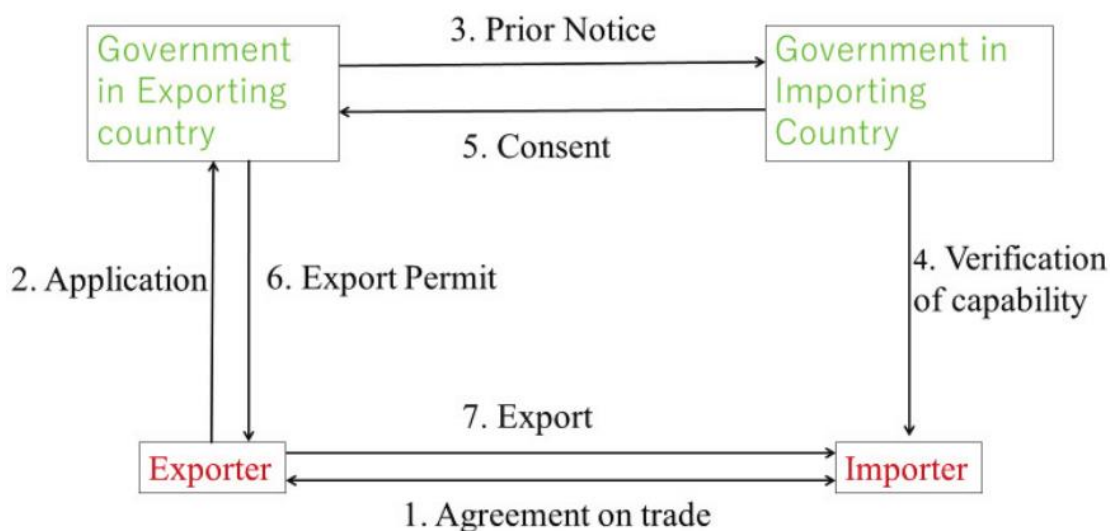 3. Prior Notice
Government
in Exporting
country
Government in
Importing
Country
5. Consent
2. Application
6. Export Permit
4. Verification
of capability
7. Export
Exporter
Importer
1. Agreement on trade